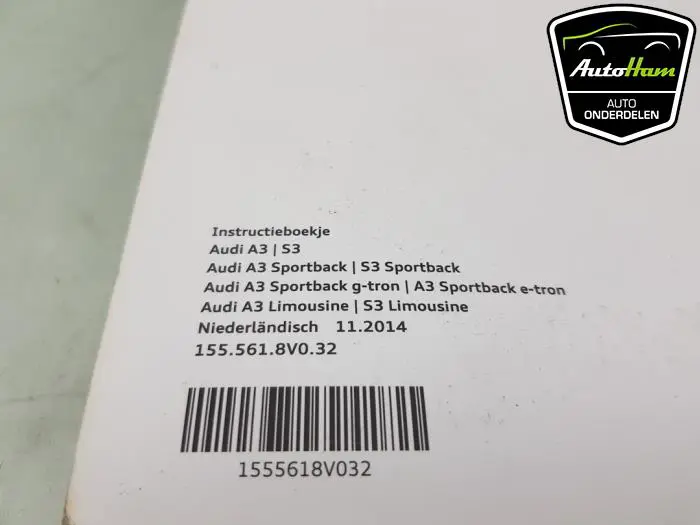 AutoHam
AUTO
ONDERDELEN
Instructieboekje
Audi A3 | S3
Audi A3 Sportback | S3 Sportback
Audi A3 Sportback g-tron | A3 Sportback e-tron
Audi A3 Limousine | S3 Limousine
Niederländisch 11.2014
155.561.8V0.32
1555618V032